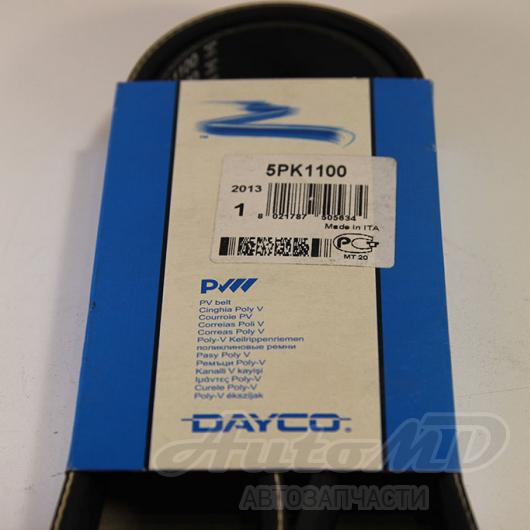 5PK1100
2013
1
8 021787 505634
Made in ITA
PCT
MT 20
PV
PV belt
Cinghia Poly V
Courroie PV
Correias Poli V
Correas Poly V
Poly-V Keilrippenriemen
поликлиновые ремни
Pasy Poly V
Ремъци Poly-V
Kanalli V kayişi
Ιμάντες Poly-V
Curele Poly-V
Poly-V ékszíjak
DAYCO.
AutoMD
АВТОЗАПЧАСТИ